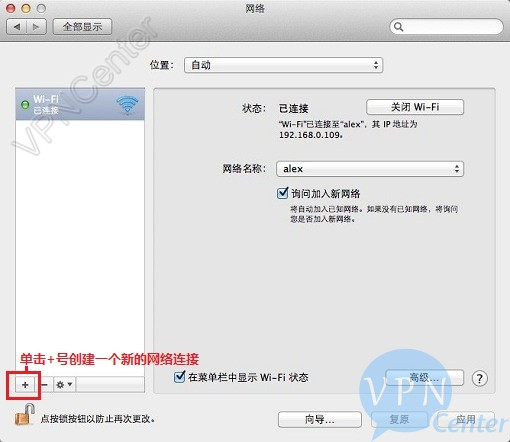 网络
全部显示
位置： 自动
Wi-Fi
已连接
状态： 已连接
关闭 Wi-Fi
“Wi-Fi”已连接至“alex”，其 IP 地址为
192.168.0.109。
网络名称： alex
询问加入新网络
将自动加入已知网络。如果没有已知网络，将询问
您是否加入新网络。
单击+号创建一个新的网络连接
在菜单栏中显示 Wi-Fi 状态
高级...
?
点按锁按钮以防止再次更改。
向导...
复原
应用
VPNCenter
VPN
Center